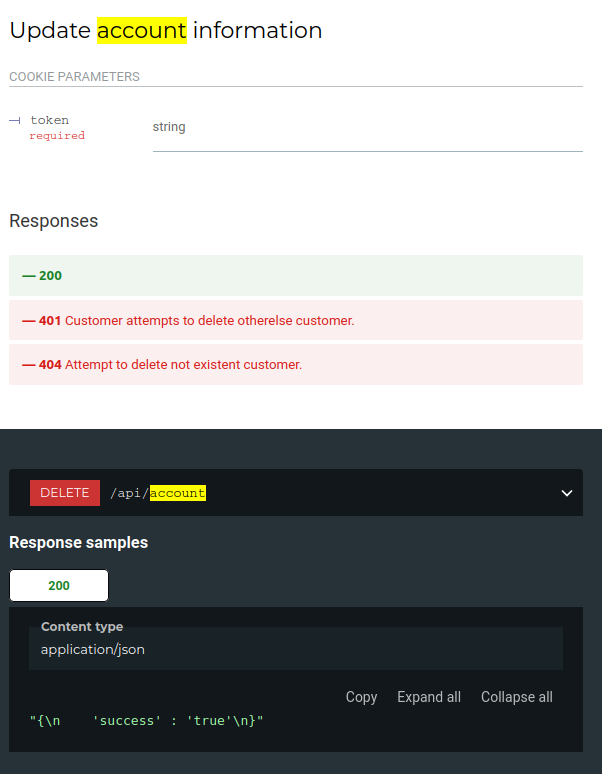 Update account information
COOKIE PARAMETERS
token
required
string
Responses
— 200
— 401 Customer attempts to delete otherelse customer.
— 404 Attempt to delete not existent customer.
DELETE /api/account
Response samples
200
Content type
application/json
Copy Expand all Collapse all
"{\n    'success' : 'true'\n}"